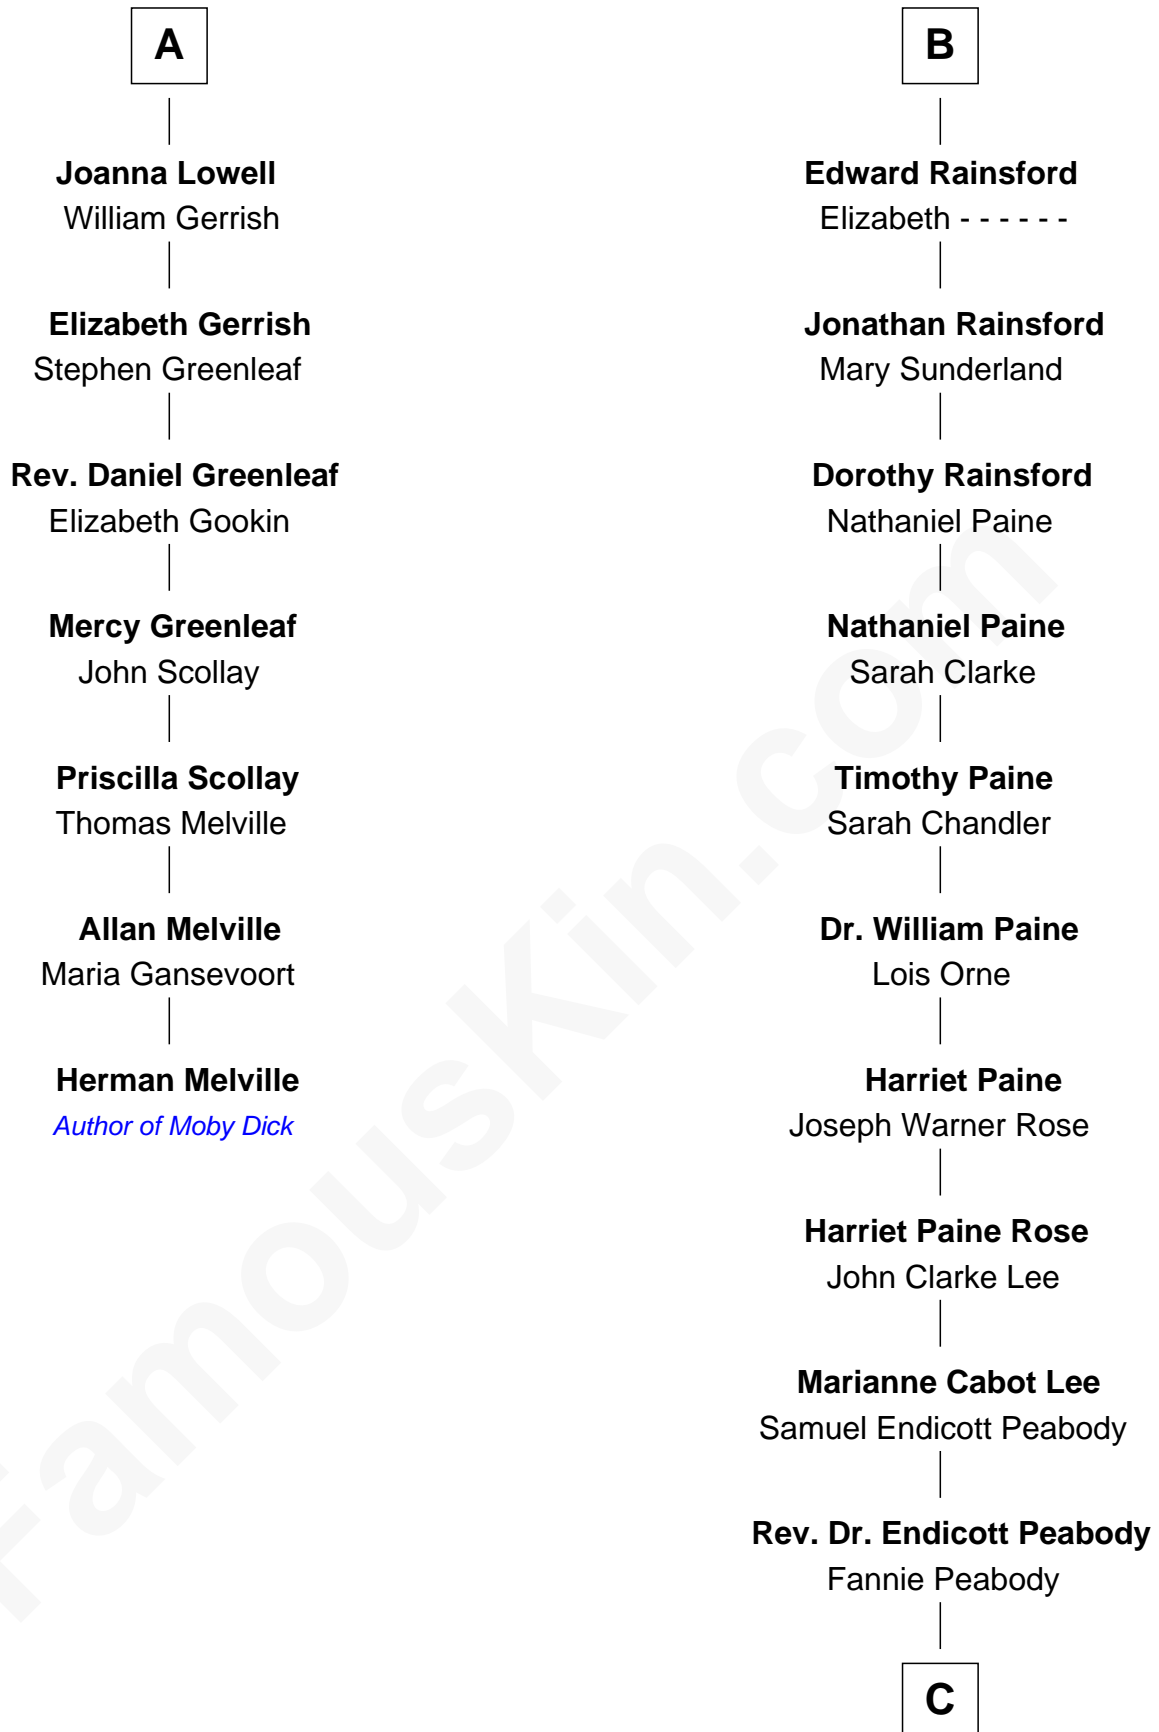 A
Joanna Lowell
William Gerrish
Elizabeth Gerrish
Stephen Greenleaf
Rev. Daniel Greenleaf
Elizabeth Gookin
Mercy Greenleaf
John Scollay
Priscilla Scollay
Thomas Melville
Allan Melville
Maria Gansevoort
Herman Melville
Author of Moby Dick
B
Edward Rainsford
Elizabeth - - - - - -
Jonathan Rainsford
Mary Sunderland
Dorothy Rainsford
Nathaniel Paine
Nathaniel Paine
Sarah Clarke
Timothy Paine
Sarah Chandler
Dr. William Paine
Lois Orne
Harriet Paine
Joseph Warner Rose
Harriet Paine Rose
John Clarke Lee
Marianne Cabot Lee
Samuel Endicott Peabody
Rev. Dr. Endicott Peabody
Fannie Peabody
C
FamousKin.com